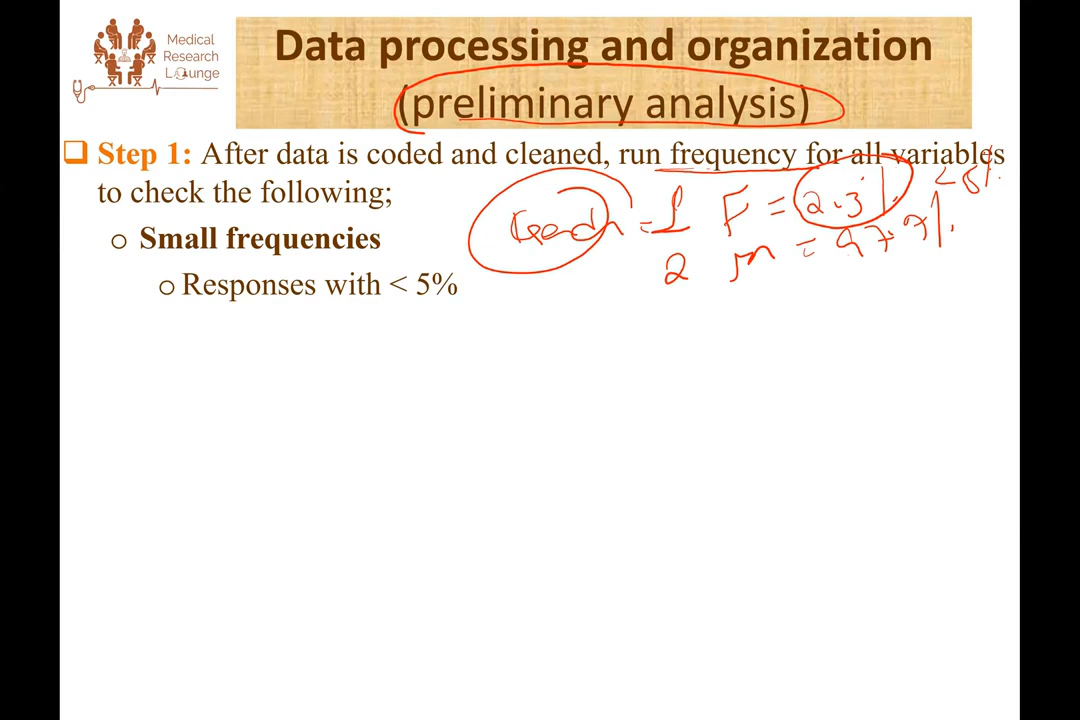 Medical
Research
Lounge
Data processing and organization
(preliminary analysis)
❑ Step 1: After data is coded and cleaned, run frequency for all variables
to check the following;
< 5%
= 1 F = 2.3%
o Small frequencies
2 m = 97.7%
o Responses with < 5%